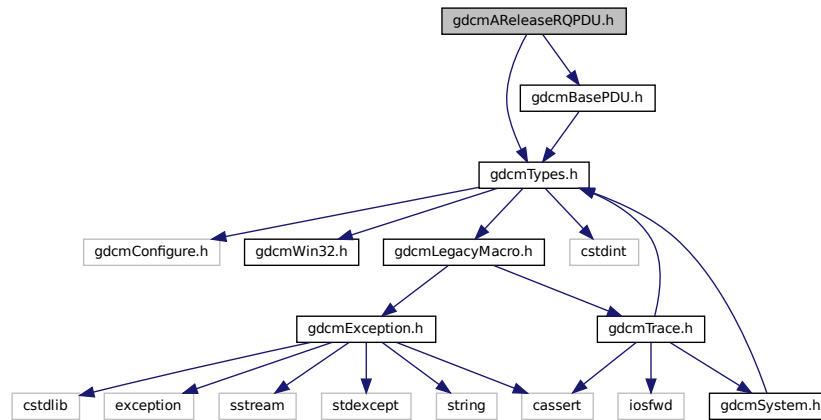 gdcmAReleaseRQPDU.h
gdcmBasePDU.h
gdcmTypes.h
gdcmConfigure.h
gdcmWin32.h
gdcmLegacyMacro.h
cstdint
gdcmException.h
gdcmTrace.h
cstdlib
exception
sstream
stdexcept
string
cassert
iosfwd
gdcmSystem.h